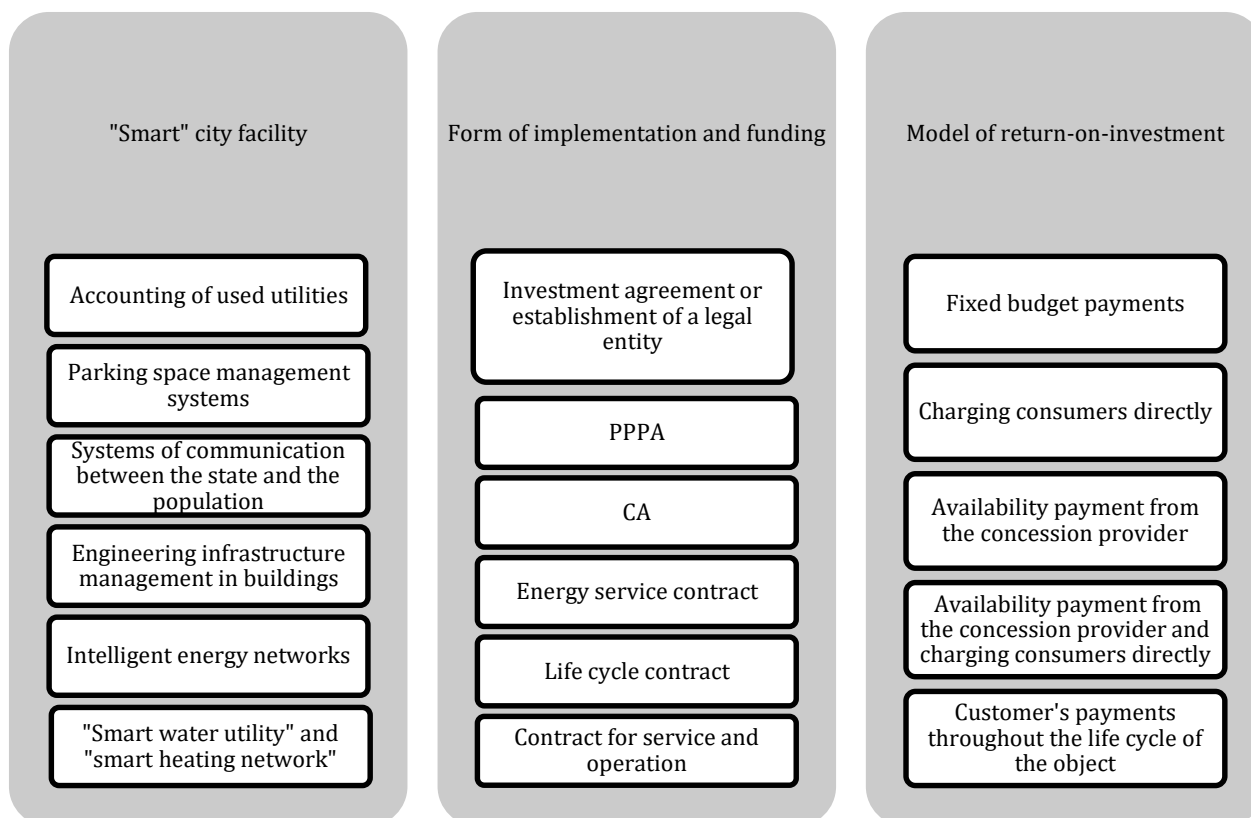 "Smart" city facility
Accounting of used utilities
Parking space management
systems
Systems of communication
between the state and the
population
Engineering infrastructure
management in buildings
Intelligent energy networks
"Smart water utility" and
"smart heating network"
Form of implementation and funding
Investment agreement or
establishment of a legal
entity
PPPA
CA
Energy service contract
Life cycle contract
Contract for service and
operation
Model of return-on-investment
Fixed budget payments
Charging consumers directly
Availability payment from
the concession provider
Availability payment from
the concession provider and
charging consumers directly
Customer's payments
throughout the life cycle of
the object